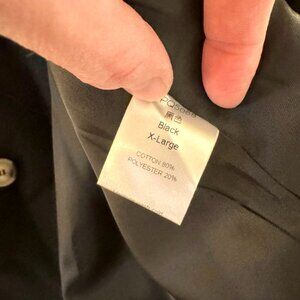 Black
X-Large
COTTON 80%
POLYESTER 20%